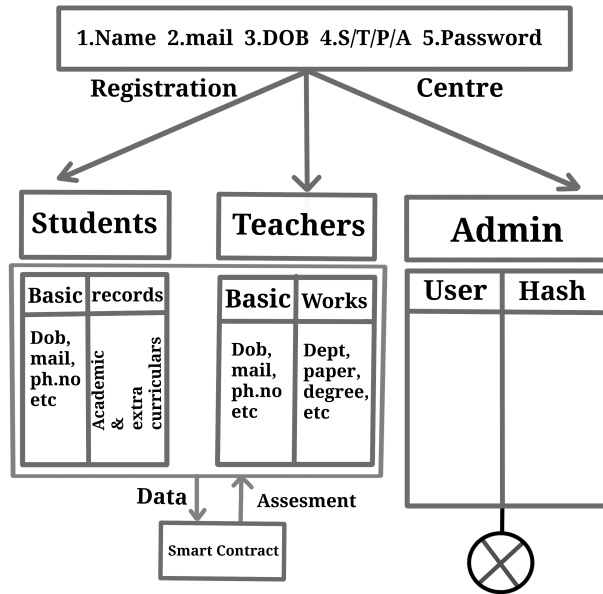 1.Name 2.mail 3.DOB 4.S/T/P/A 5.Password
Registration
Centre
Students
Teachers
Admin
Basic
records
Dob,
mail,
ph.no
etc
Academic
&
extra
curriculars
Basic
Works
Dob,
mail,
ph.no
etc
Dept,
paper,
degree,
etc
User
Hash
Data
Assesment
Smart Contract